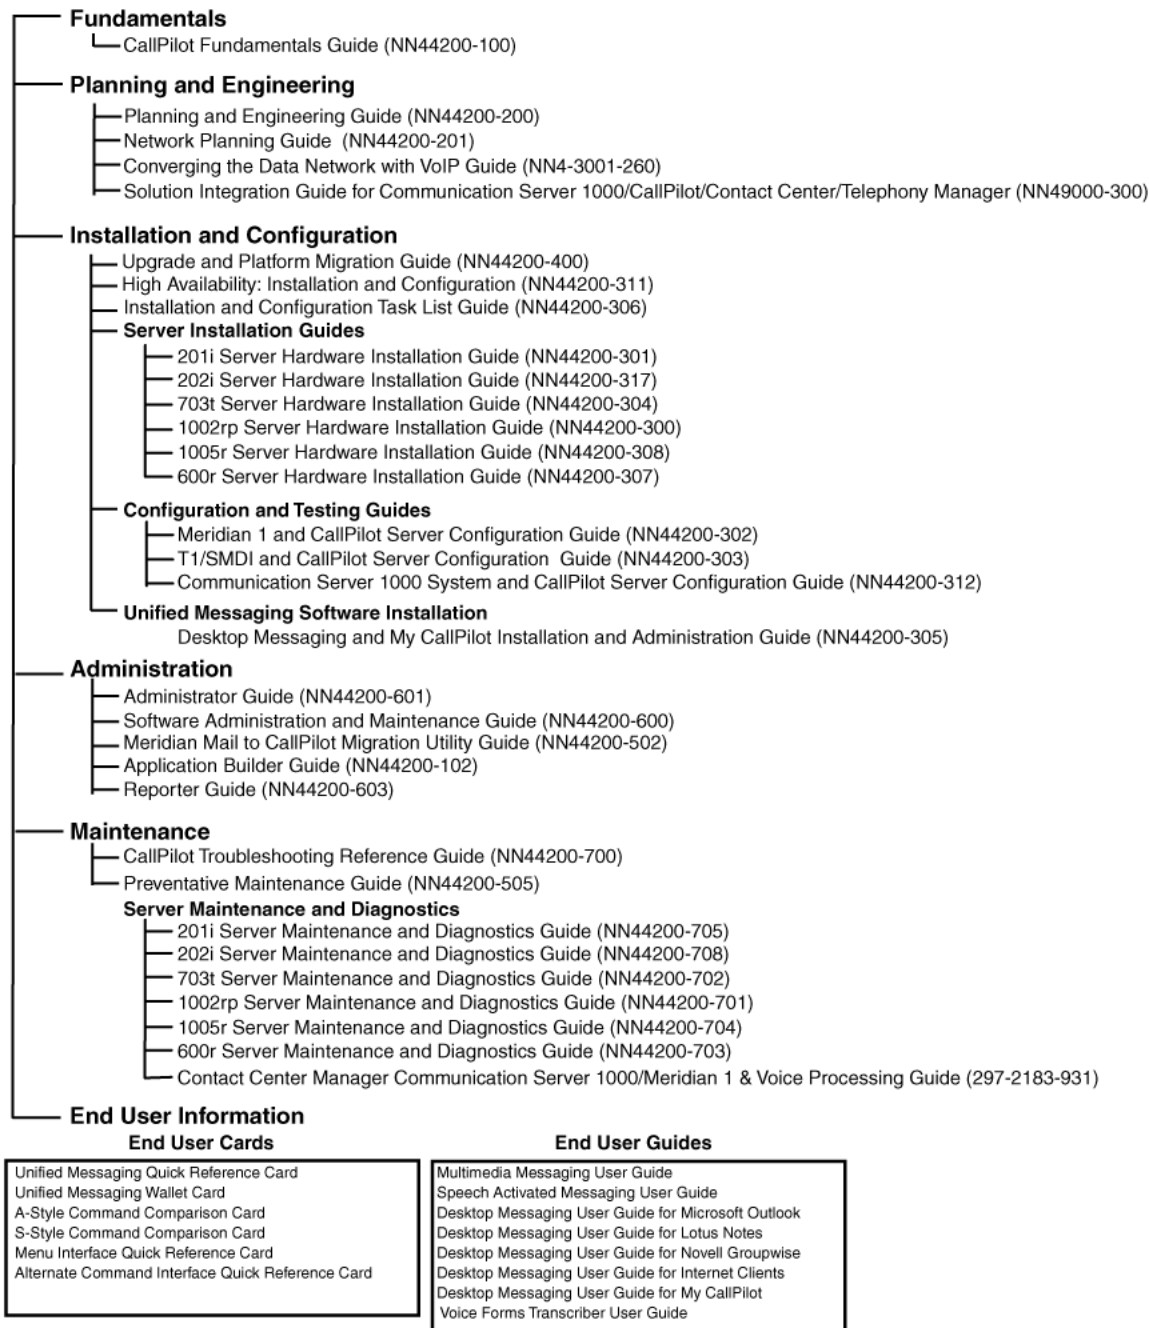 Fundamentals
CallPilot Fundamentals Guide (NN44200-100)
Planning and Engineering
Planning and Engineering Guide (NN44200-200)
Network Planning Guide (NN44200-201)
Converging the Data Network with VoIP Guide (NN4-3001-260)
Solution Integration Guide for Communication Server 1000/CallPilot/Contact Center/Telephony Manager (NN49000-300)
Installation and Configuration
Upgrade and Platform Migration Guide (NN44200-400)
High Availability: Installation and Configuration (NN44200-311)
Installation and Configuration Task List Guide (NN44200-306)
Server Installation Guides
201i Server Hardware Installation Guide (NN44200-301)
202i Server Hardware Installation Guide (NN44200-317)
703t Server Hardware Installation Guide (NN44200-304)
1002rp Server Hardware Installation Guide (NN44200-300)
1005r Server Hardware Installation Guide (NN44200-308)
600r Server Hardware Installation Guide (NN44200-307)
Configuration and Testing Guides
Meridian 1 and CallPilot Server Configuration Guide (NN44200-302)
T1/SMDI and CallPilot Server Configuration Guide (NN44200-303)
Communication Server 1000 System and CallPilot Server Configuration Guide (NN44200-312)
Unified Messaging Software Installation
Desktop Messaging and My CallPilot Installation and Administration Guide (NN44200-305)
Administration
Administrator Guide (NN44200-601)
Software Administration and Maintenance Guide (NN44200-600)
Meridian Mail to CallPilot Migration Utility Guide (NN44200-502)
Application Builder Guide (NN44200-102)
Reporter Guide (NN44200-603)
Maintenance
CallPilot Troubleshooting Reference Guide (NN44200-700)
Preventative Maintenance Guide (NN44200-505)
Server Maintenance and Diagnostics
201i Server Maintenance and Diagnostics Guide (NN44200-705)
202i Server Maintenance and Diagnostics Guide (NN44200-708)
703t Server Maintenance and Diagnostics Guide (NN44200-702)
1002rp Server Maintenance and Diagnostics Guide (NN44200-701)
1005r Server Maintenance and Diagnostics Guide (NN44200-704)
600r Server Maintenance and Diagnostics Guide (NN44200-703)
Contact Center Manager Communication Server 1000/Meridian 1 & Voice Processing Guide (297-2183-931)
End User Information
End User Cards
Unified Messaging Quick Reference Card
Unified Messaging Wallet Card
A-Style Command Comparison Card
S-Style Command Comparison Card
Menu Interface Quick Reference Card
Alternate Command Interface Quick Reference Card
End User Guides
Multimedia Messaging User Guide
Speech Activated Messaging User Guide
Desktop Messaging User Guide for Microsoft Outlook
Desktop Messaging User Guide for Lotus Notes
Desktop Messaging User Guide for Novell Groupwise
Desktop Messaging User Guide for Internet Clients
Desktop Messaging User Guide for My CallPilot
Voice Forms Transcriber User Guide